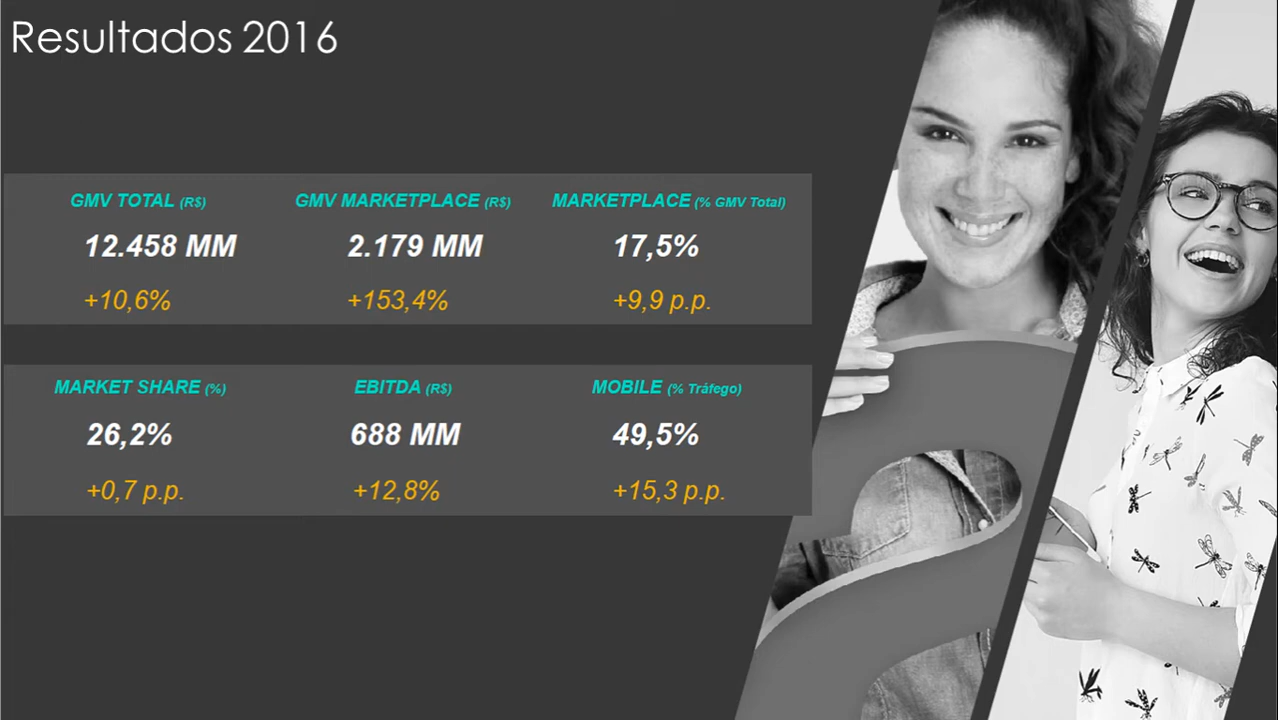 Resultados 2016
GMV TOTAL (R$) GMV MARKETPLACE (R$) MARKETPLACE (% GMV Total)
12.458 MM 2.179 MM 17,5%
+10,6% +153,4% +9,9 p.p.
MARKET SHARE (%) EBITDA (R$) MOBILE (% Tráfego)
26,2% 688 MM 49,5%
+0,7 p.p. +12,8% +15,3 p.p.